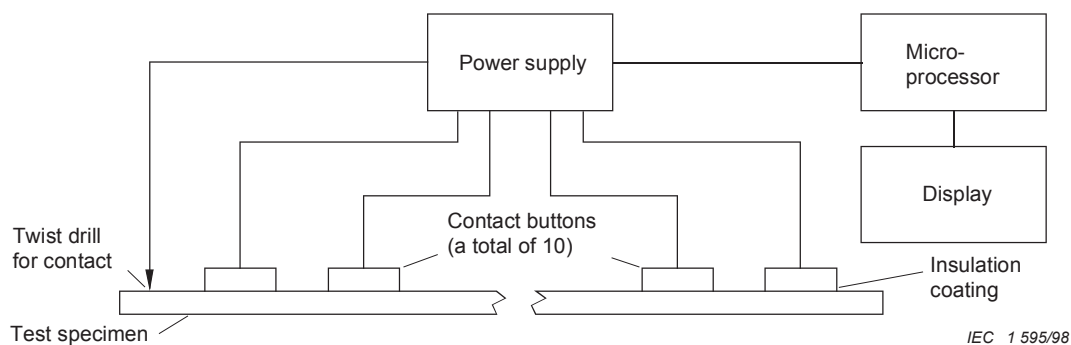 Power supply
Micro-
processor
Display
Contact buttons
(a total of 10)
Twist drill
for contact
Insulation
coating
Test specimen
IEC 1 595/98